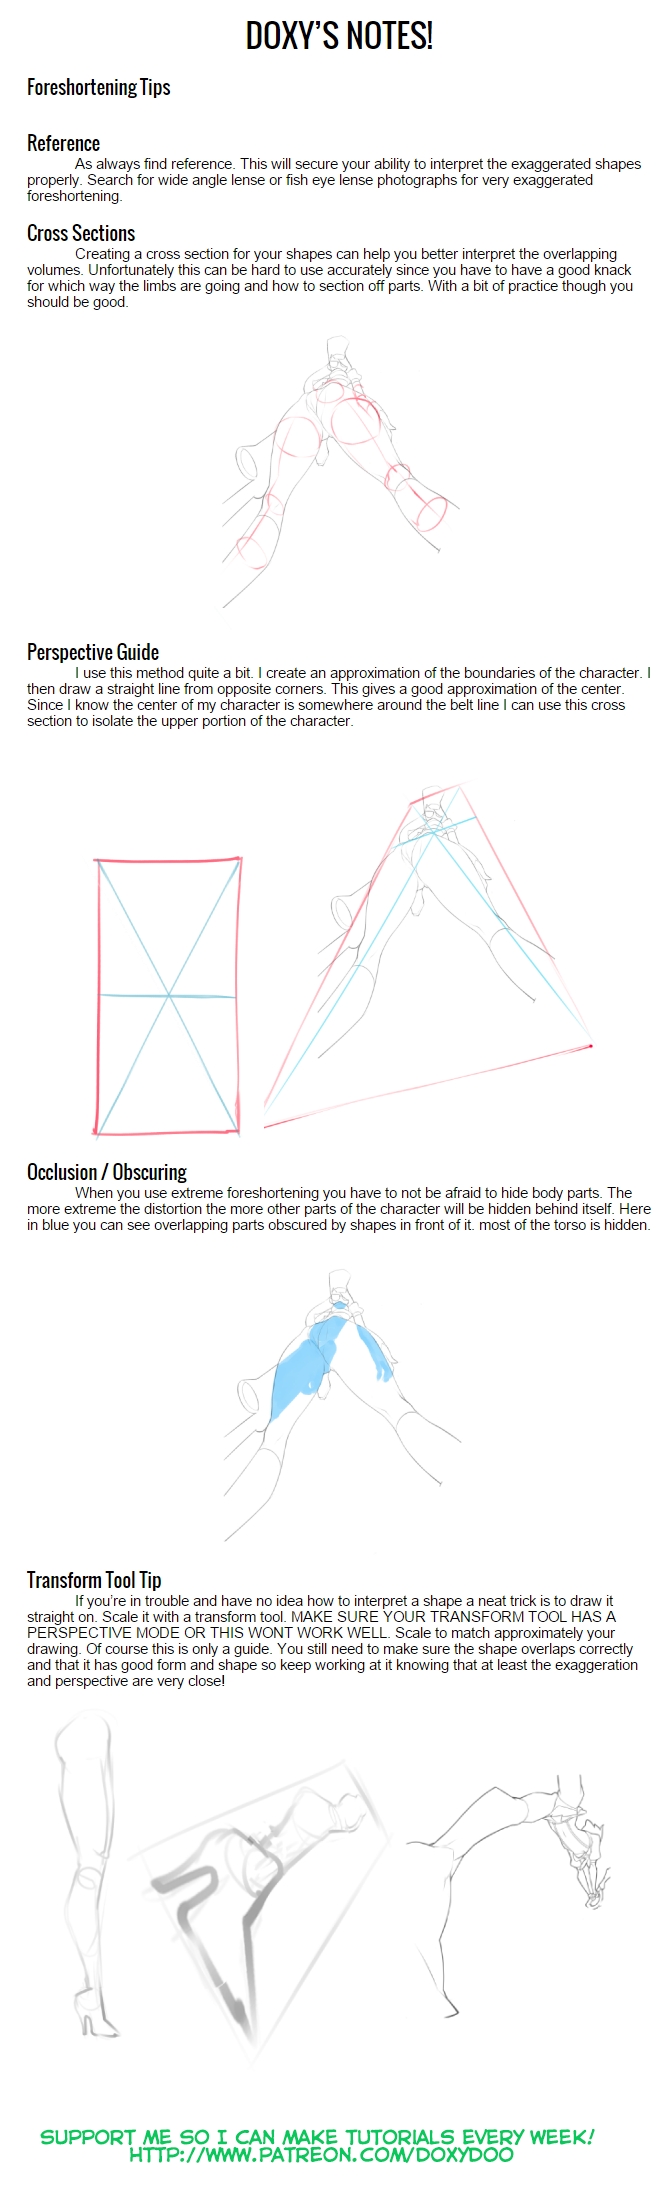 DOXY'S NOTES!
Foreshortening Tips
Reference
As always find reference. This will secure your ability to interpret the exaggerated shapes
properly. Search for wide angle lense or fish eye lense photographs for very exaggerated
foreshortening.
Cross Sections
Creating a cross section for your shapes can help you better interpret the overlapping
volumes. Unfortunately this can be hard to use accurately since you have to have a good knack
for which way the limbs are going and how to section off parts. With a bit of practice though you
should be good.
Perspective Guide
I use this method quite a bit. I create an approximation of the boundaries of the character. I
then draw a straight line from opposite corners. This gives a good approximation of the center.
Since I know the center of my character is somewhere around the belt line I can use this cross
section to isolate the upper portion of the character.
Occlusion / Obscuring
When you use extreme foreshortening you have to not be afraid to hide body parts. The
more extreme the distortion the more other parts of the character will be hidden behind itself. Here
in blue you can see overlapping parts obscured by shapes in front of it. most of the torso is hidden.
Transform Tool Tip
If you're in trouble and have no idea how to interpret a shape a neat trick is to draw it
straight on. Scale it with a transform tool. MAKE SURE YOUR TRANSFORM TOOL HAS A
PERSPECTIVE MODE OR THIS WONT WORK WELL. Scale to match approximately your
drawing. Of course this is only a guide. You still need to make sure the shape overlaps correctly
and that it has good form and shape so keep working at it knowing that at least the exaggeration
and perspective are very close!
SUPPORT ME SO I CAN MAKE TUTORIALS EVERY WEEK!
HTTP://WWW.PATREON.COM/DOXYDOO